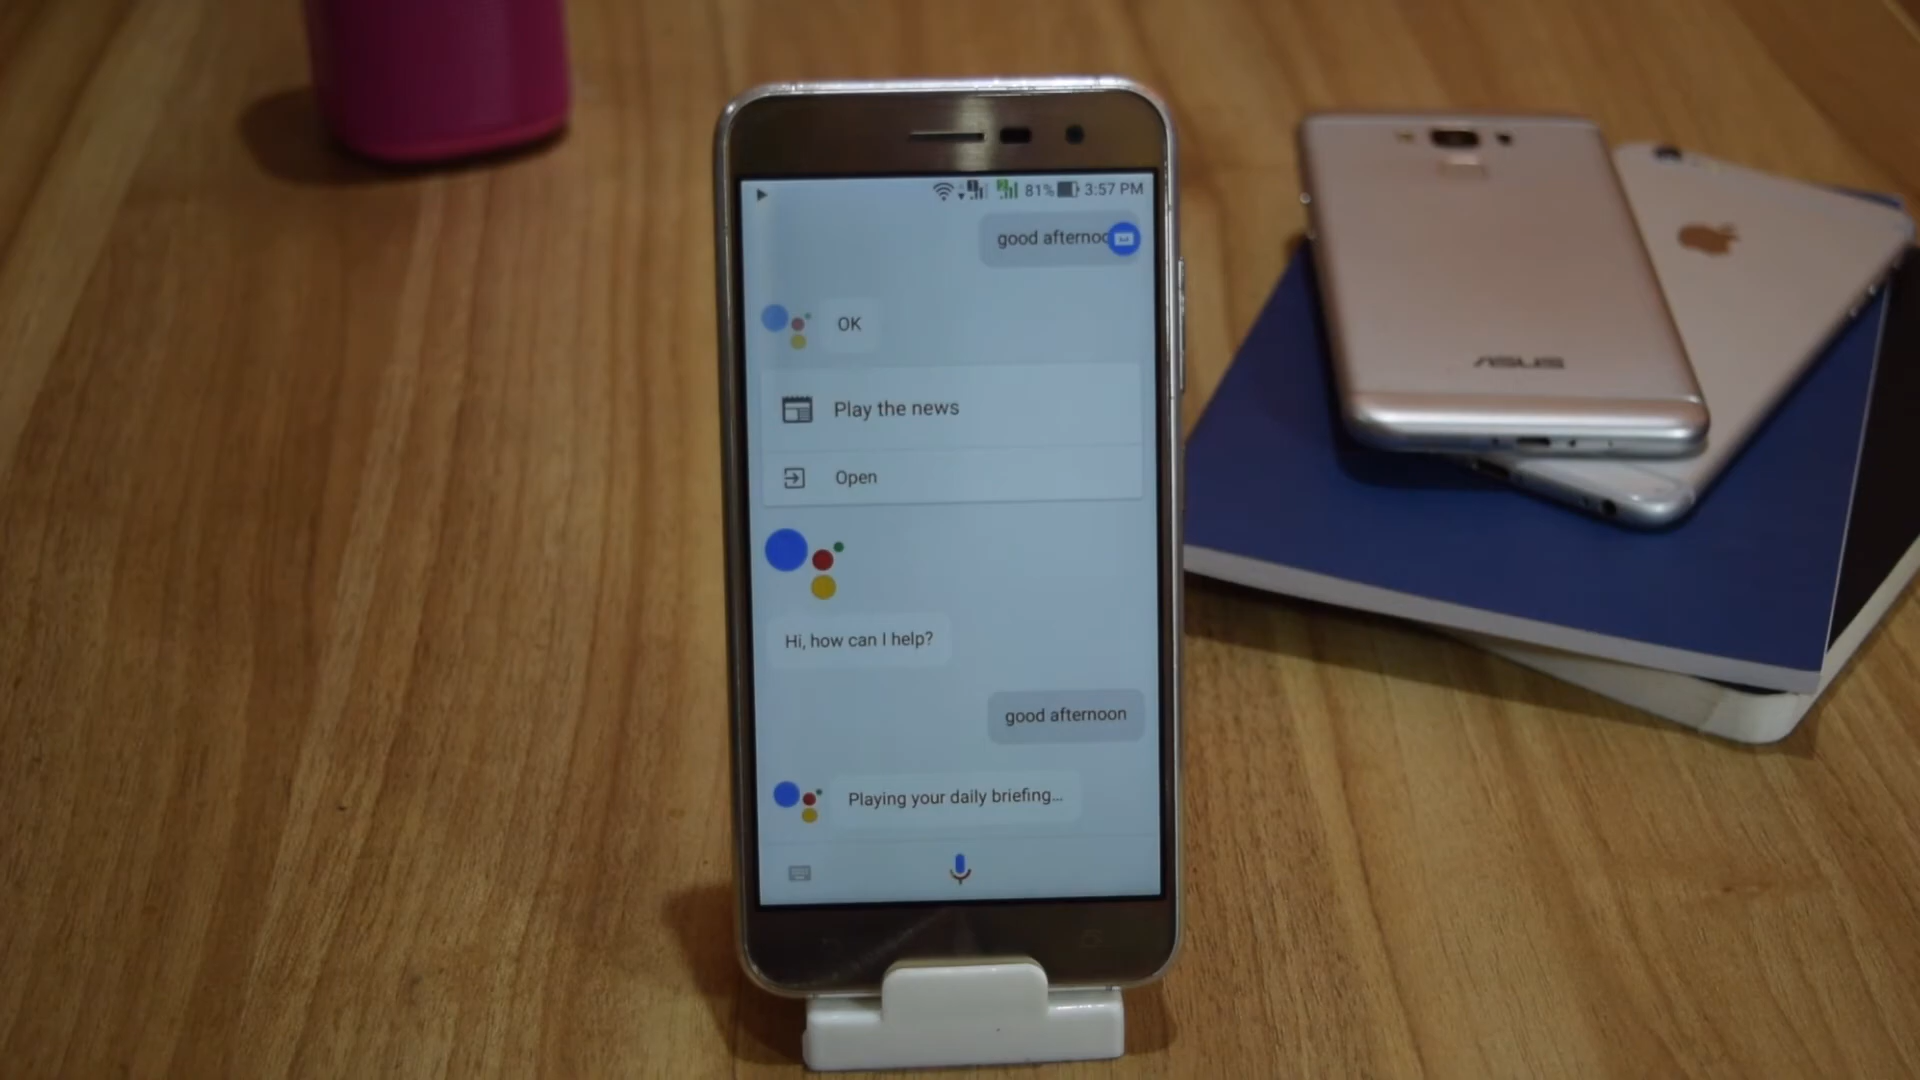 81% 3:57 PM
good afternoo
OK
Play the news
Open
Hi, how can I help?
good afternoon
Playing your daily briefing...
ASUS